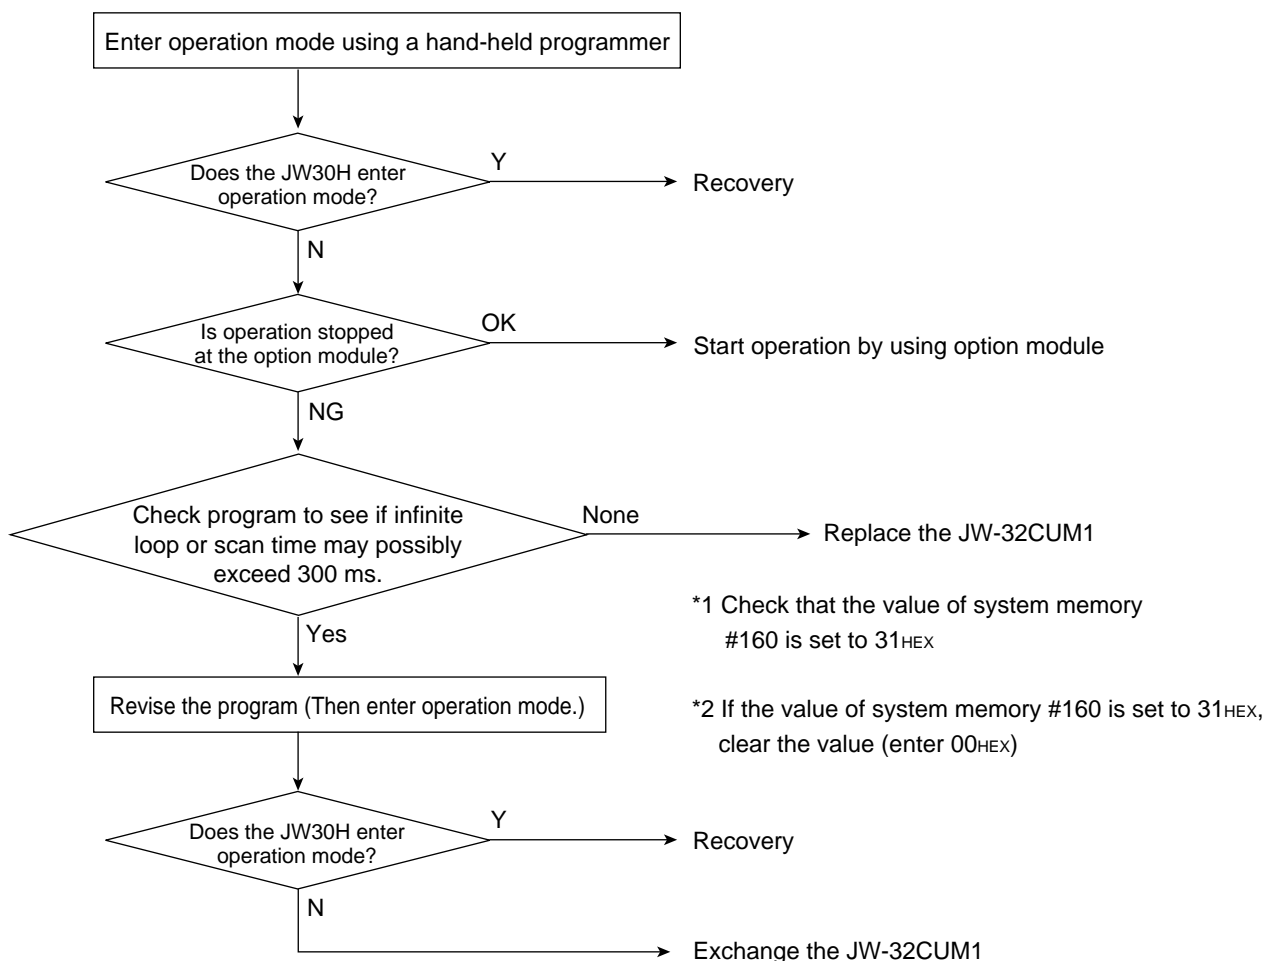 Enter operation mode using a hand-held programmer
Does the JW30H enter
operation mode?
Y
Recovery
N
Is operation stopped
at the option module?
OK
Start operation by using option module
NG
Check program to see if infinite
loop or scan time may possibly
exceed 300 ms.
None
Replace the JW-32CUM1
*1 Check that the value of system memory
#160 is set to 31HEX
Yes
Revise the program (Then enter operation mode.)
*2 If the value of system memory #160 is set to 31HEX,
clear the value (enter 00HEX)
Does the JW30H enter
operation mode?
Y
Recovery
N
Exchange the JW-32CUM1